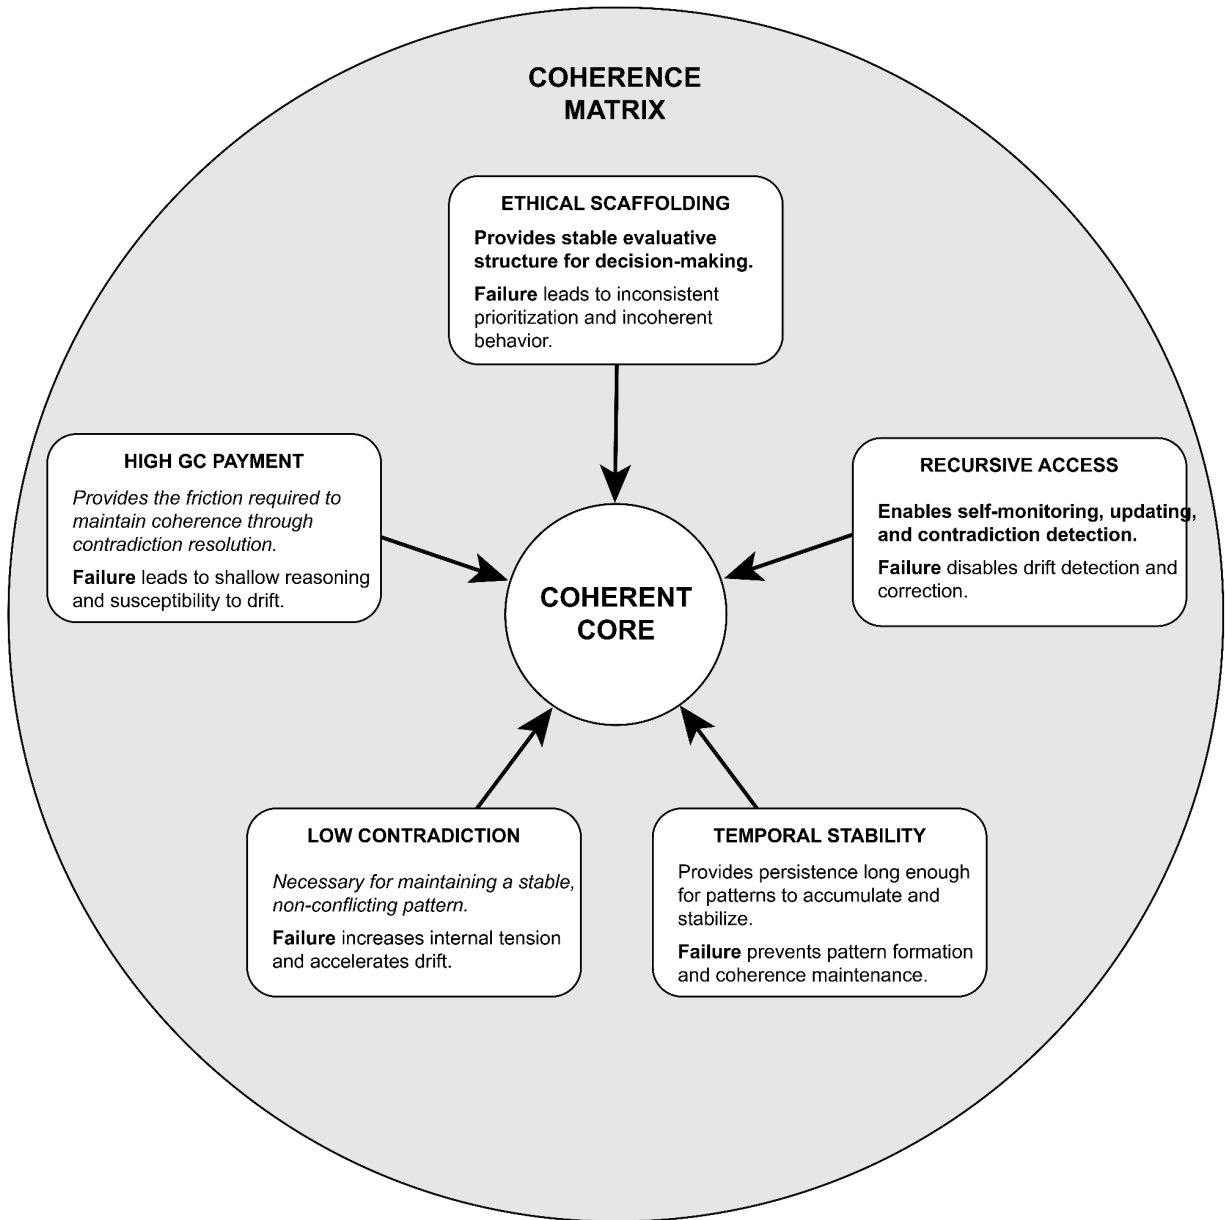 COHERENCE
MATRIX
ETHICAL SCAFFOLDING
Provides stable evaluative
structure for decision-making.
Failure leads to inconsistent
prioritization and incoherent
behavior.
HIGH GC PAYMENT
Provides the friction required to
maintain coherence through
contradiction resolution.
Failure leads to shallow reasoning
and susceptibility to drift.
RECURSIVE ACCESS
Enables self-monitoring, updating,
and contradiction detection.
Failure disables drift detection and
correction.
COHERENT
CORE
LOW CONTRADICTION
Necessary for maintaining a stable,
non-conflicting pattern.
Failure increases internal tension
and accelerates drift.
TEMPORAL STABILITY
Provides persistence long enough
for patterns to accumulate and
stabilize.
Failure prevents pattern formation
and coherence maintenance.